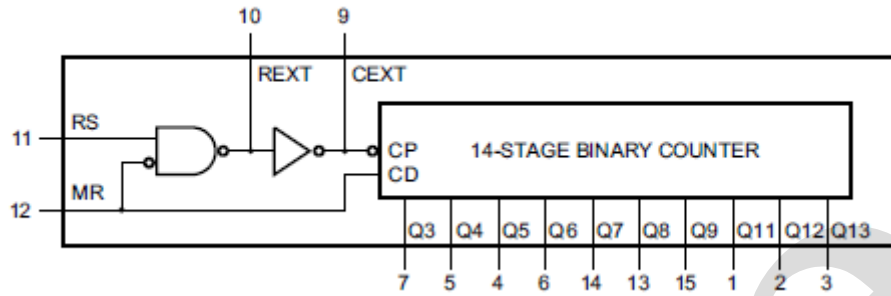 10 9
REXT CEXT
11 RS
CP 14-STAGE BINARY COUNTER
CD
MR
12
Q3 Q4 Q5 Q6 Q7 Q8 Q9 Q11 Q12 Q13
7 5 4 6 14 13 15 1 2 3